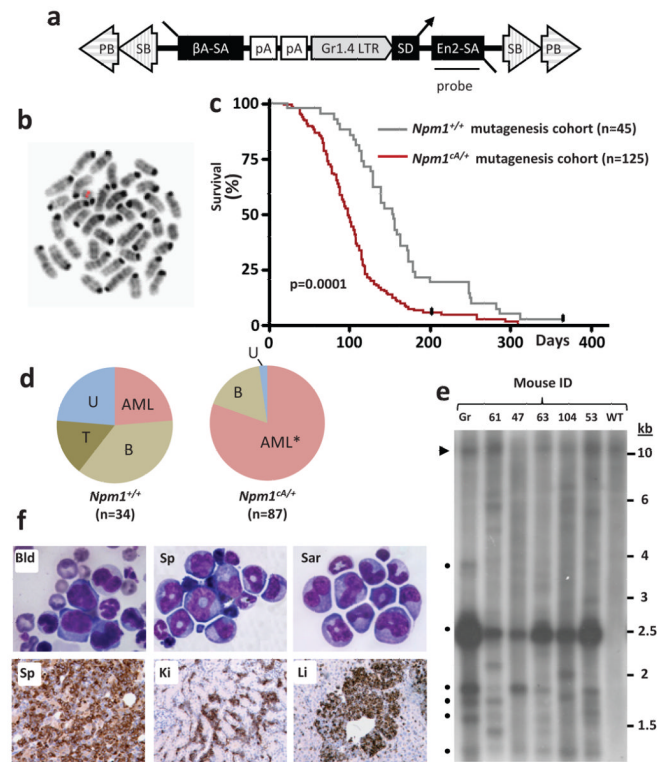 a
PB SB βA-SA pA pA Gr1.4 LTR SD En2-SA SB PB
probe
b
c
100
75
50
25
0
Survival
(%)
Npm1+/+ mutagenesis cohort (n=45)
Npm1cA/+ mutagenesis cohort (n=125)
p=0.0001
0 100 200 300 400
Days
d
U AML
T B
Npm1+/+
(n=34)
U
B
AML*
Npm1cA/+
(n=87)
e
Mouse ID
Gr 61 47 63 104 53 WT
kb
10
6
4
3
2.5
2
1.5
f
Bld Sp Sar
Sp Ki Li